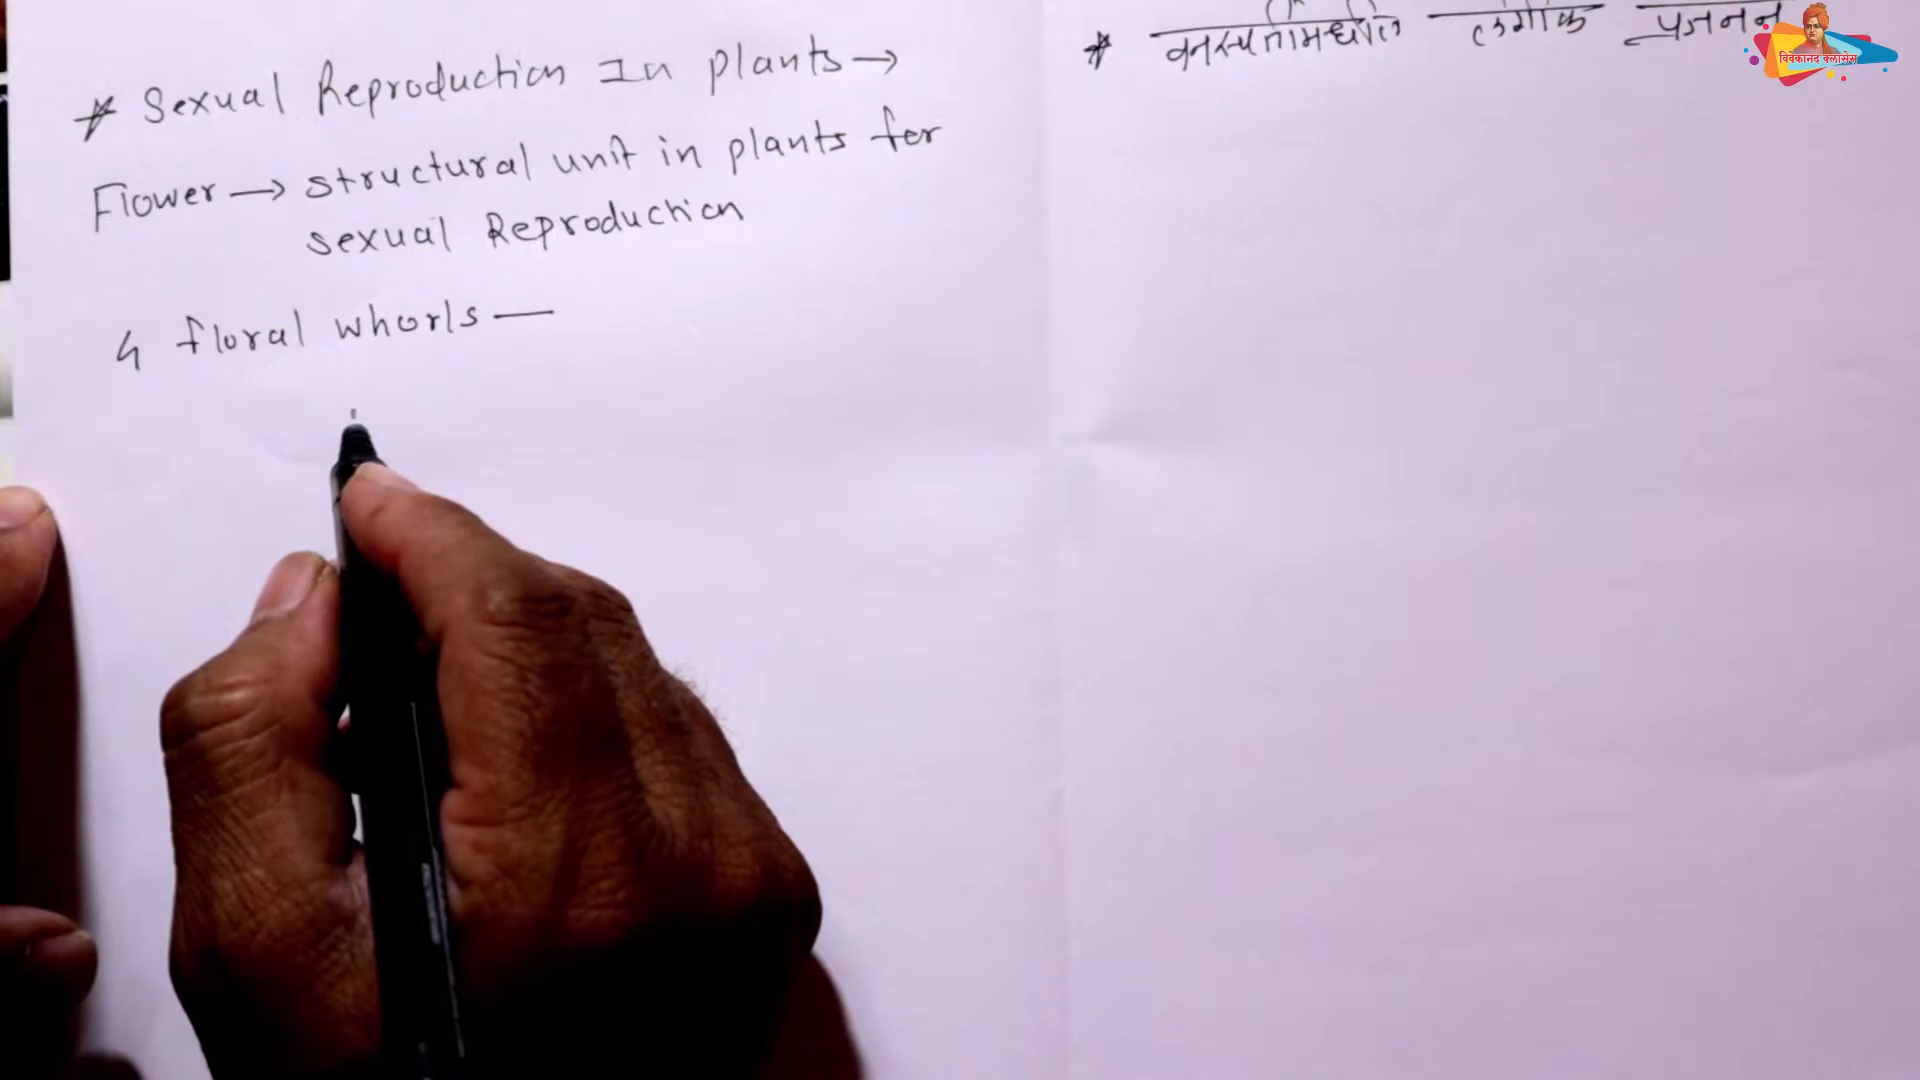 * Sexual Reproduction In plants →
Flower → structural unit in plants for
sexual Reproduction
4 floral whorls —
* वनस्पतीमधील लैंगीक प्रजनन
विवेकानंद क्लासेस